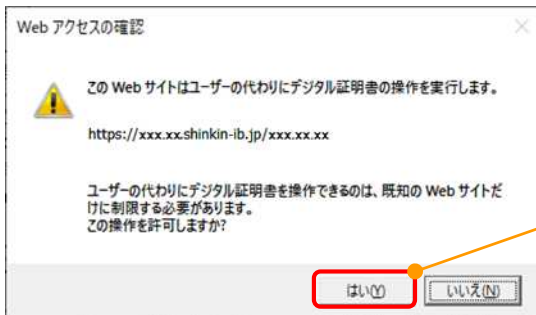 Web アクセスの確認
この Web サイトはユーザーの代わりにデジタル証明書の操作を実行します。
https://xxx.xx.shinkin-ib.jp/xxx.xx.xx
ユーザーの代わりにデジタル証明書を操作できるのは、既知の Web サイトだ
けに制限する必要があります。
この操作を許可しますか?
はい(Y) いいえ(N)